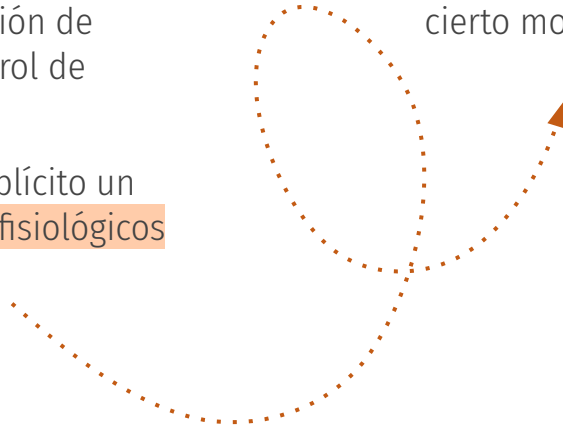 ión de
rol de
plícito un
fisiológicos
cierto mo